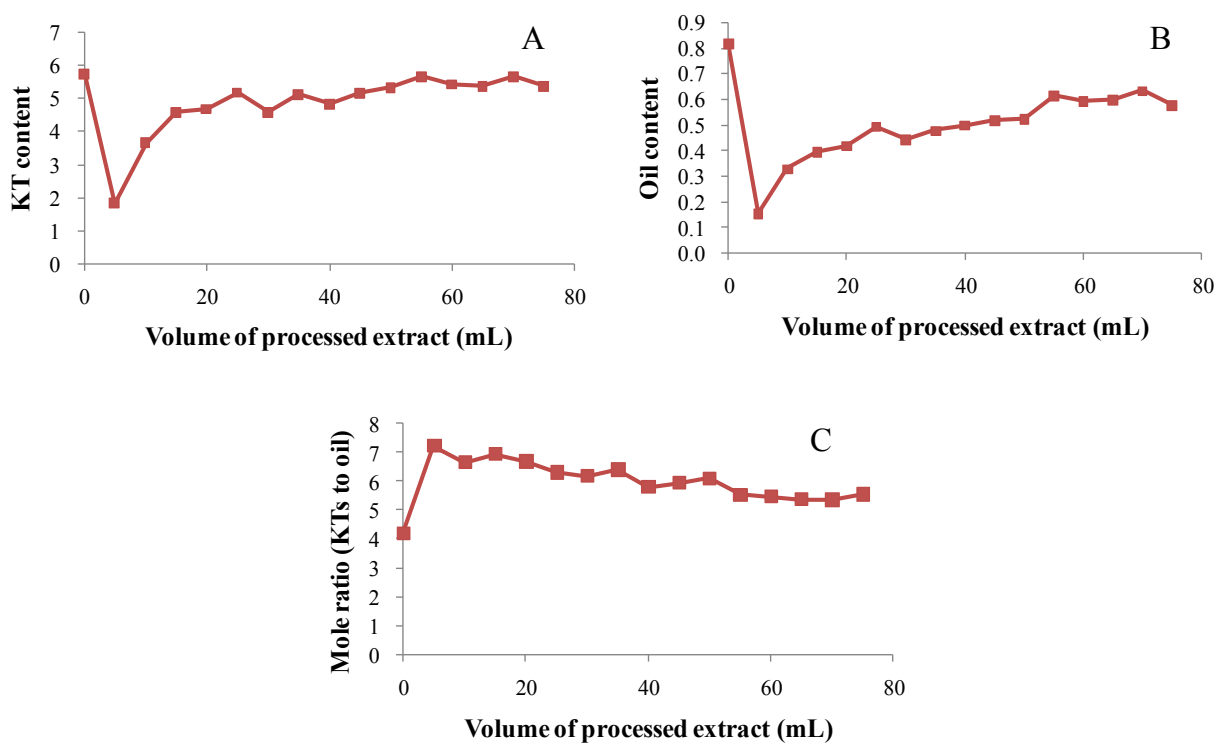 A
KT content
7
6
5
4
3
2
1
0
0 20 40 60 80
Volume of processed extract (mL)
B
Oil content
0.9
0.8
0.7
0.6
0.5
0.4
0.3
0.2
0.1
0.0
0 20 40 60 80
Volume of processed extract (mL)
C
Mole ratio (KTs to oil)
8
7
6
5
4
3
2
1
0
0 20 40 60 80
Volume of processed extract (mL)